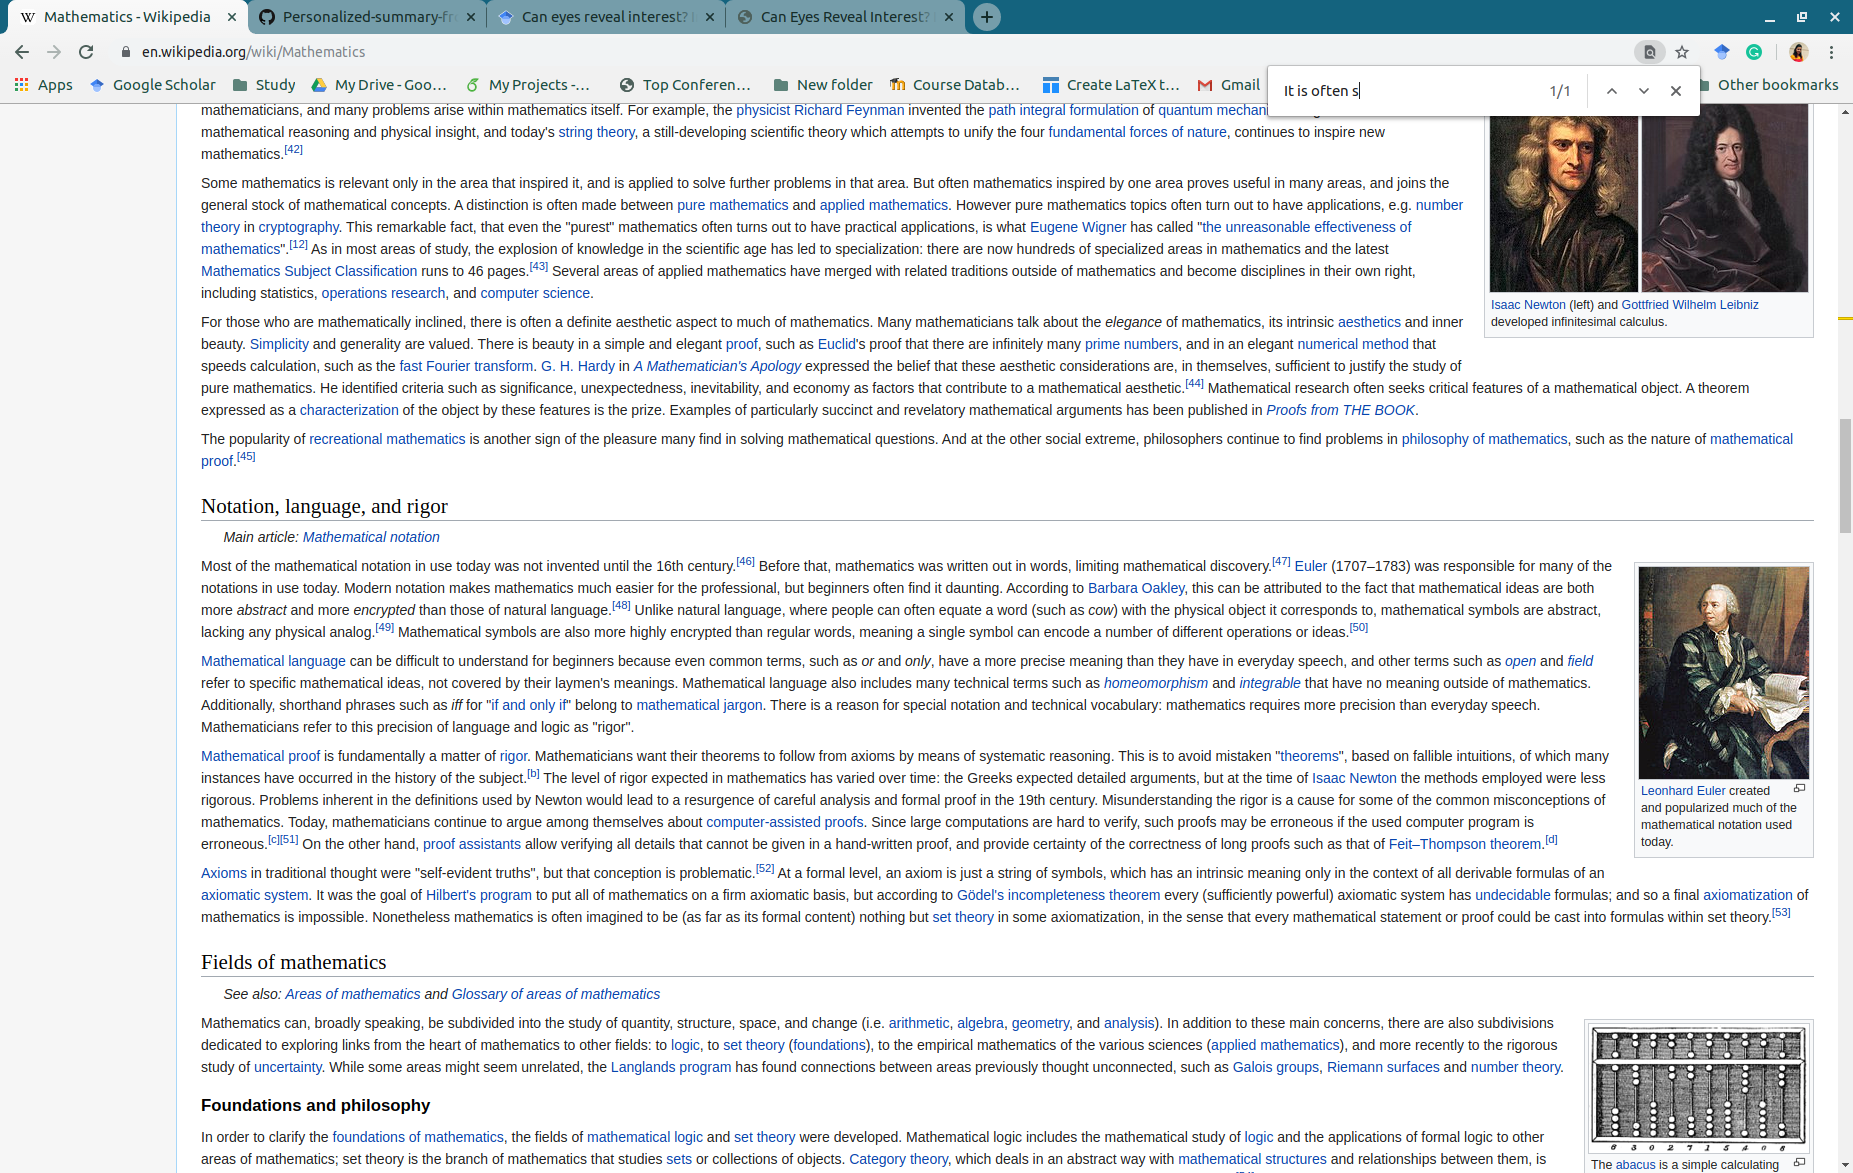 Mathematics - Wikipedia
Personalized-summary-fr
Can eyes reveal interest?
Can Eyes Reveal Interest?
en.wikipedia.org/wiki/Mathematics
Apps Google Scholar Study My Drive - Goo... My Projects -... Top Conferen... New folder Course Datab... Create LaTeX t... Gmail Other bookmarks
It is often s 1/1
mathematicians, and many problems arise within mathematics itself. For example, the physicist Richard Feynman invented the path integral formulation of quantum mechan
mathematical reasoning and physical insight, and today's string theory, a still-developing scientific theory which attempts to unify the four fundamental forces of nature, continues to inspire new
mathematics.[42]
Some mathematics is relevant only in the area that inspired it, and is applied to solve further problems in that area. But often mathematics inspired by one area proves useful in many areas, and joins the
general stock of mathematical concepts. A distinction is often made between pure mathematics and applied mathematics. However pure mathematics topics often turn out to have applications, e.g. number
theory in cryptography. This remarkable fact, that even the "purest" mathematics often turns out to have practical applications, is what Eugene Wigner has called "the unreasonable effectiveness of
mathematics".[12] As in most areas of study, the explosion of knowledge in the scientific age has led to specialization: there are now hundreds of specialized areas in mathematics and the latest
Mathematics Subject Classification runs to 46 pages.[43] Several areas of applied mathematics have merged with related traditions outside of mathematics and become disciplines in their own right,
including statistics, operations research, and computer science.
Isaac Newton (left) and Gottfried Wilhelm Leibniz
developed infinitesimal calculus.
For those who are mathematically inclined, there is often a definite aesthetic aspect to much of mathematics. Many mathematicians talk about the elegance of mathematics, its intrinsic aesthetics and inner
beauty. Simplicity and generality are valued. There is beauty in a simple and elegant proof, such as Euclid's proof that there are infinitely many prime numbers, and in an elegant numerical method that
speeds calculation, such as the fast Fourier transform. G. H. Hardy in A Mathematician's Apology expressed the belief that these aesthetic considerations are, in themselves, sufficient to justify the study of
pure mathematics. He identified criteria such as significance, unexpectedness, inevitability, and economy as factors that contribute to a mathematical aesthetic.[44] Mathematical research often seeks critical features of a mathematical object. A theorem
expressed as a characterization of the object by these features is the prize. Examples of particularly succinct and revelatory mathematical arguments has been published in Proofs from THE BOOK.
The popularity of recreational mathematics is another sign of the pleasure many find in solving mathematical questions. And at the other social extreme, philosophers continue to find problems in philosophy of mathematics, such as the nature of mathematical
proof.[45]
Notation, language, and rigor
Main article: Mathematical notation
Most of the mathematical notation in use today was not invented until the 16th century.[46] Before that, mathematics was written out in words, limiting mathematical discovery.[47] Euler (1707–1783) was responsible for many of the
notations in use today. Modern notation makes mathematics much easier for the professional, but beginners often find it daunting. According to Barbara Oakley, this can be attributed to the fact that mathematical ideas are both
more abstract and more encrypted than those of natural language.[48] Unlike natural language, where people can often equate a word (such as cow) with the physical object it corresponds to, mathematical symbols are abstract,
lacking any physical analog.[49] Mathematical symbols are also more highly encrypted than regular words, meaning a single symbol can encode a number of different operations or ideas.[50]
Mathematical language can be difficult to understand for beginners because even common terms, such as or and only, have a more precise meaning than they have in everyday speech, and other terms such as open and field
refer to specific mathematical ideas, not covered by their laymen's meanings. Mathematical language also includes many technical terms such as homeomorphism and integrable that have no meaning outside of mathematics.
Additionally, shorthand phrases such as iff for "if and only if" belong to mathematical jargon. There is a reason for special notation and technical vocabulary: mathematics requires more precision than everyday speech.
Mathematicians refer to this precision of language and logic as "rigor".
Mathematical proof is fundamentally a matter of rigor. Mathematicians want their theorems to follow from axioms by means of systematic reasoning. This is to avoid mistaken "theorems", based on fallible intuitions, of which many
instances have occurred in the history of the subject.[b] The level of rigor expected in mathematics has varied over time: the Greeks expected detailed arguments, but at the time of Isaac Newton the methods employed were less
rigorous. Problems inherent in the definitions used by Newton would lead to a resurgence of careful analysis and formal proof in the 19th century. Misunderstanding the rigor is a cause for some of the common misconceptions of
mathematics. Today, mathematicians continue to argue among themselves about computer-assisted proofs. Since large computations are hard to verify, such proofs may be erroneous if the used computer program is
erroneous.[c][51] On the other hand, proof assistants allow verifying all details that cannot be given in a hand-written proof, and provide certainty of the correctness of long proofs such as that of Feit–Thompson theorem.[d]
Leonhard Euler created
and popularized much of the
mathematical notation used
today.
Axioms in traditional thought were "self-evident truths", but that conception is problematic.[52] At a formal level, an axiom is just a string of symbols, which has an intrinsic meaning only in the context of all derivable formulas of an
axiomatic system. It was the goal of Hilbert's program to put all of mathematics on a firm axiomatic basis, but according to Gödel's incompleteness theorem every (sufficiently powerful) axiomatic system has undecidable formulas; and so a final axiomatization of
mathematics is impossible. Nonetheless mathematics is often imagined to be (as far as its formal content) nothing but set theory in some axiomatization, in the sense that every mathematical statement or proof could be cast into formulas within set theory.[53]
Fields of mathematics
See also: Areas of mathematics and Glossary of areas of mathematics
Mathematics can, broadly speaking, be subdivided into the study of quantity, structure, space, and change (i.e. arithmetic, algebra, geometry, and analysis). In addition to these main concerns, there are also subdivisions
dedicated to exploring links from the heart of mathematics to other fields: to logic, to set theory (foundations), to the empirical mathematics of the various sciences (applied mathematics), and more recently to the rigorous
study of uncertainty. While some areas might seem unrelated, the Langlands program has found connections between areas previously thought unconnected, such as Galois groups, Riemann surfaces and number theory.
Foundations and philosophy
In order to clarify the foundations of mathematics, the fields of mathematical logic and set theory were developed. Mathematical logic includes the mathematical study of logic and the applications of formal logic to other
areas of mathematics; set theory is the branch of mathematics that studies sets or collections of objects. Category theory, which deals in an abstract way with mathematical structures and relationships between them, is
The abacus is a simple calculating